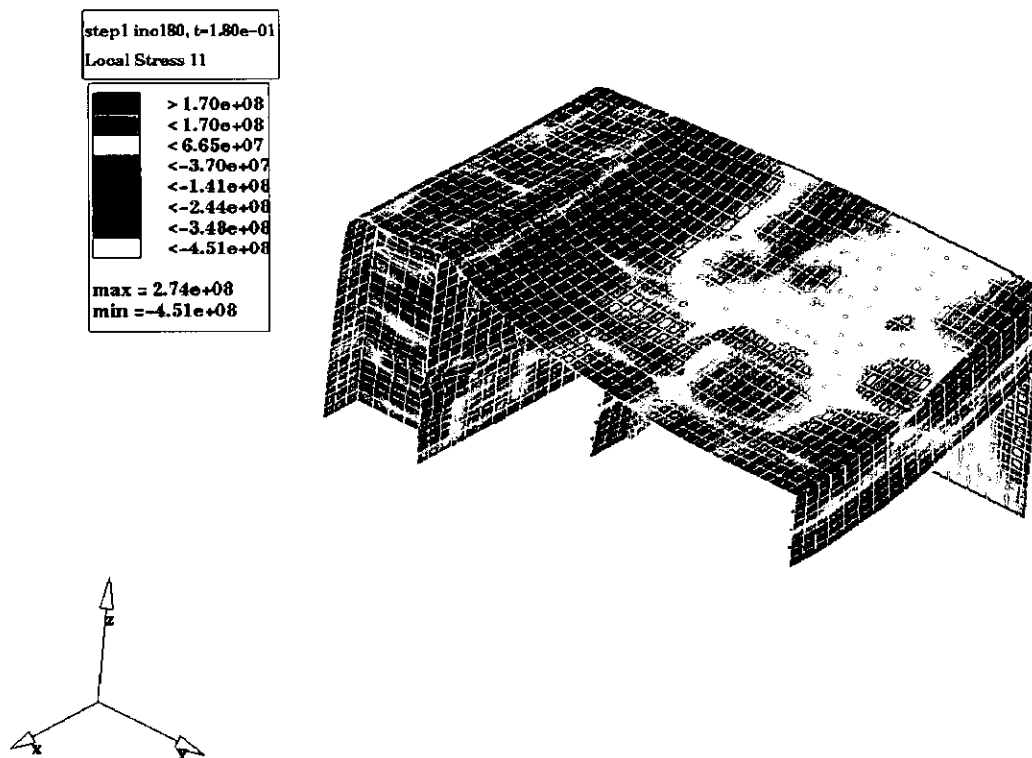 step1 inc180, t=1.80e-01
Local Stress 11
> 1.70e+08
< 1.70e+08
< 6.65e+07
<-3.70e+07
<-1.41e+08
<-2.44e+08
<-3.48e+08
<-4.51e+08
max = 2.74e+08
min =-4.51e+08
z
x
y